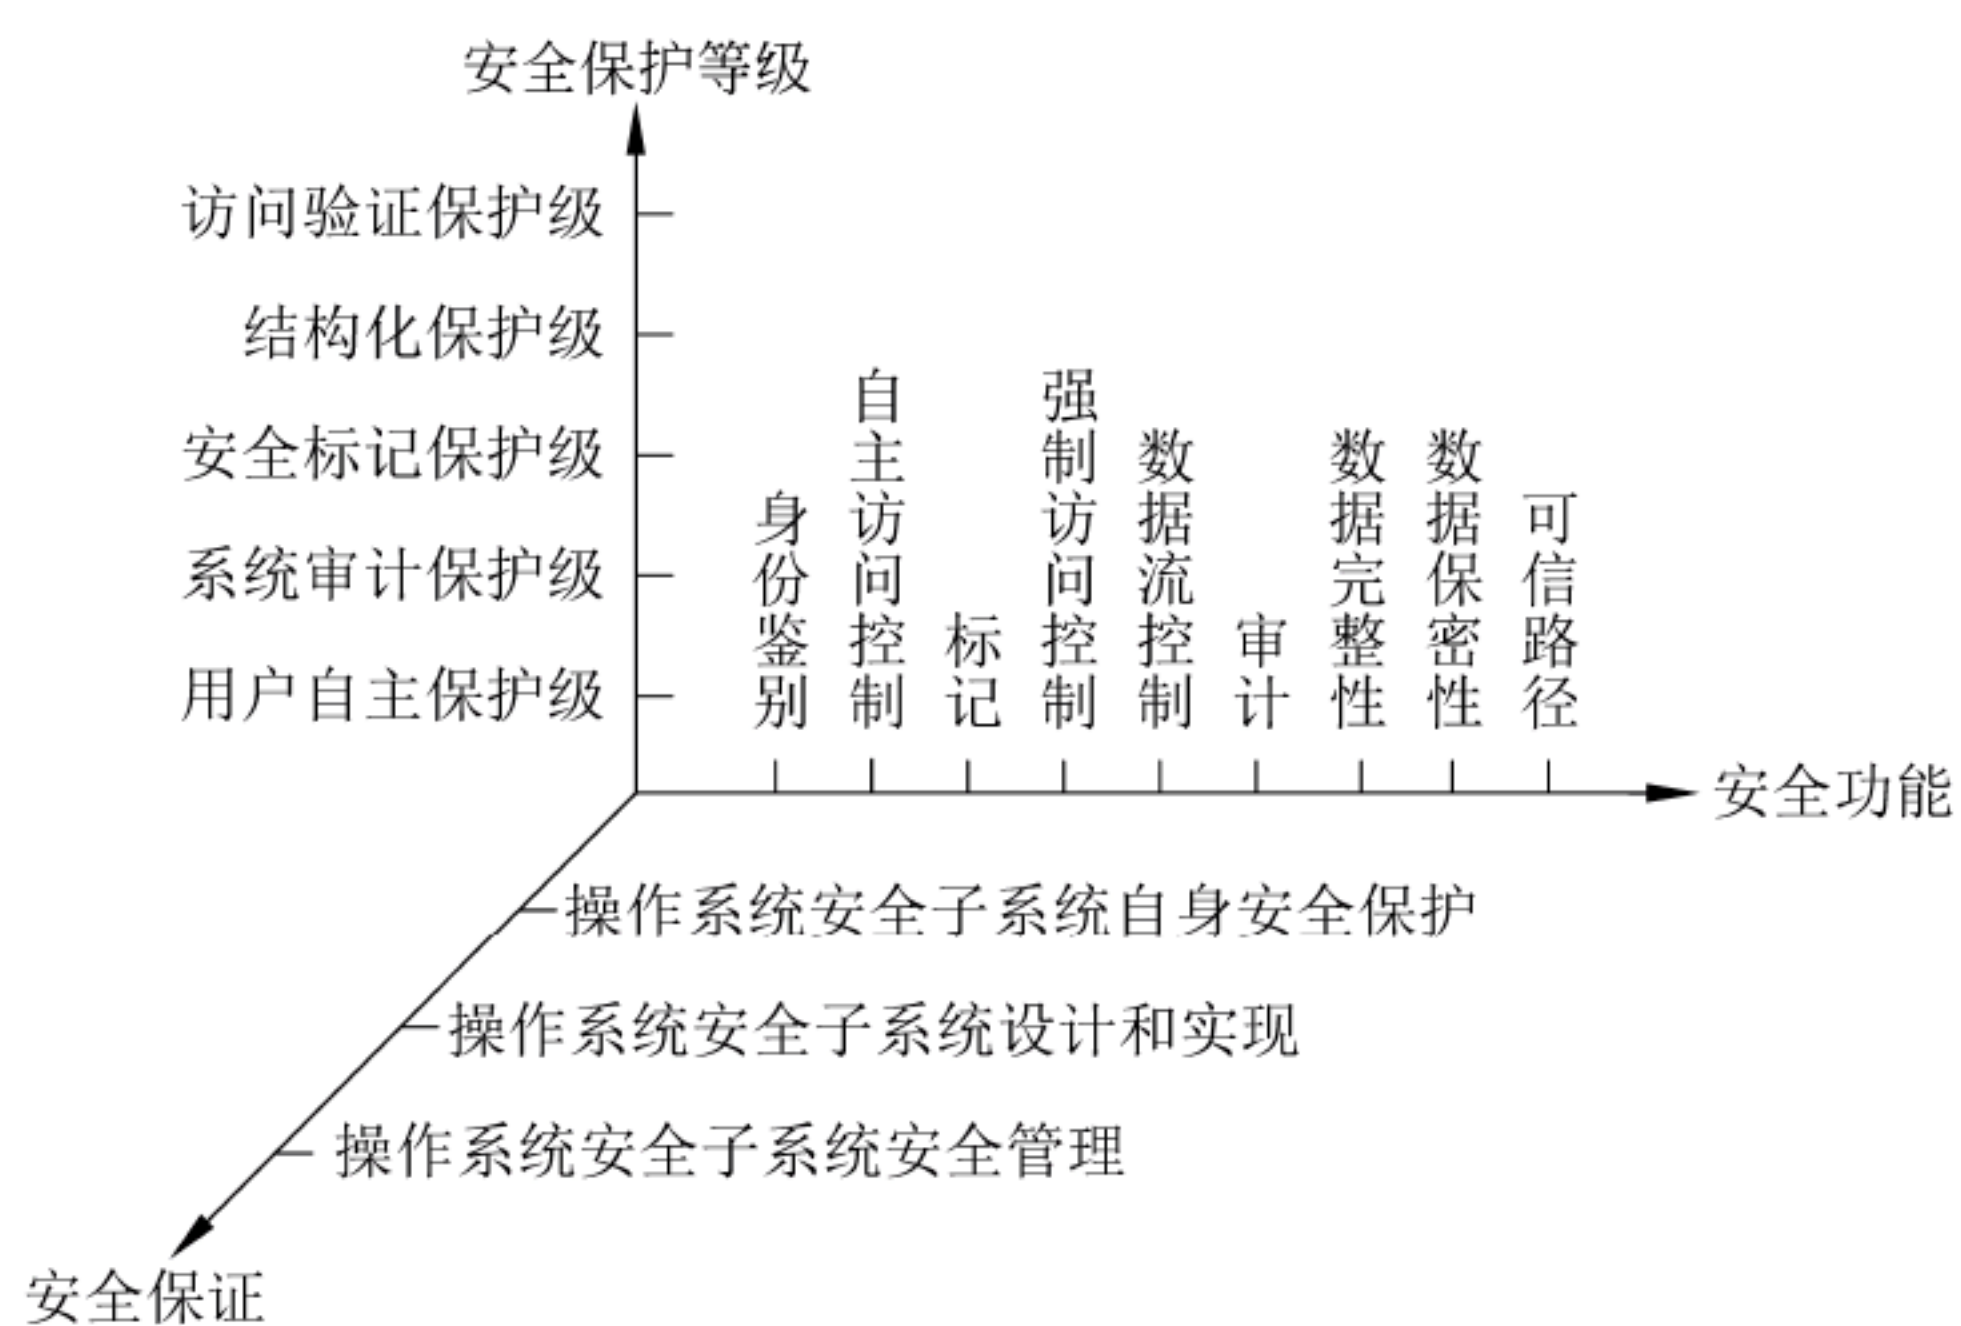 安全保护等级
访问验证保护级
结构化保护级
安全标记保护级
系统审计保护级
用户自主保护级
身份鉴别
自主访问控制
标记
强制访问控制
数据流控制
审计
数据完整性
数据保密性
可信路径
安全功能
操作系统安全子系统自身安全保护
操作系统安全子系统设计和实现
操作系统安全子系统安全管理
安全保证